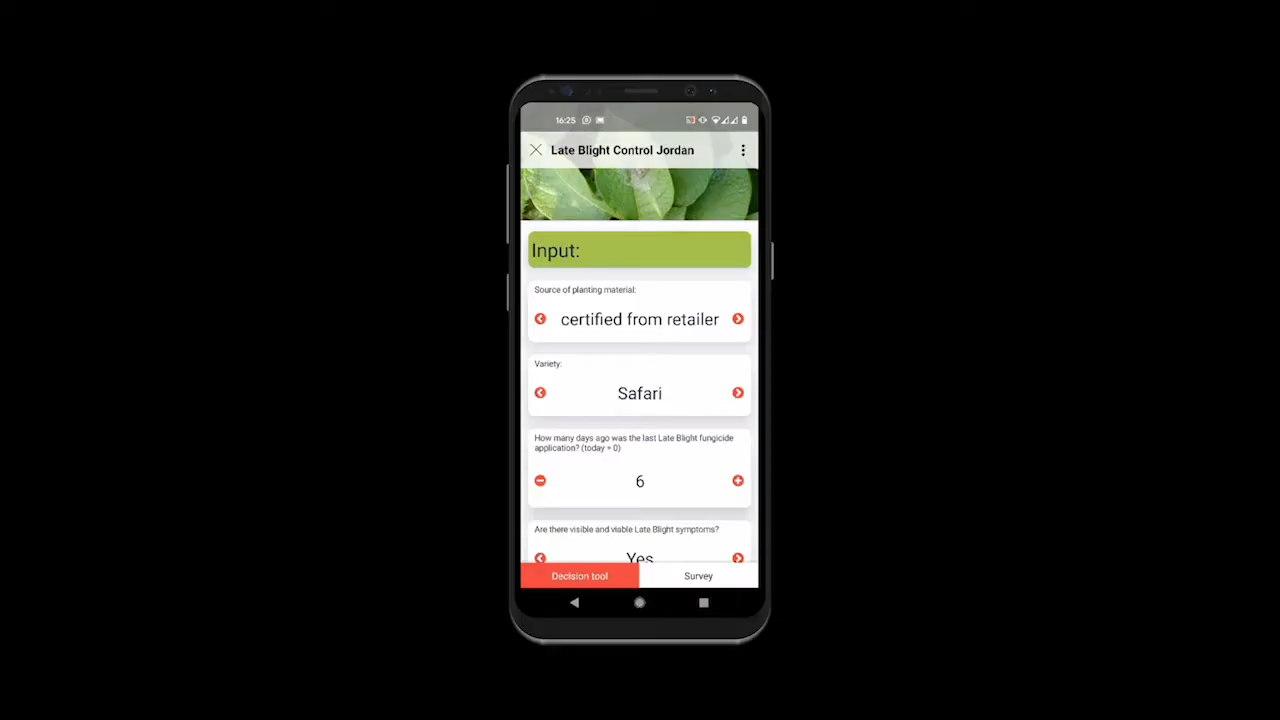 16:25
Late Blight Control Jordan
Input:
Source of planting material:
certified from retailer
Variety:
Safari
How many days ago was the last Late Blight fungicide
application? (today = 0)
6
Are there visible and viable Late Blight symptoms?
Yes
Decision tool
Survey